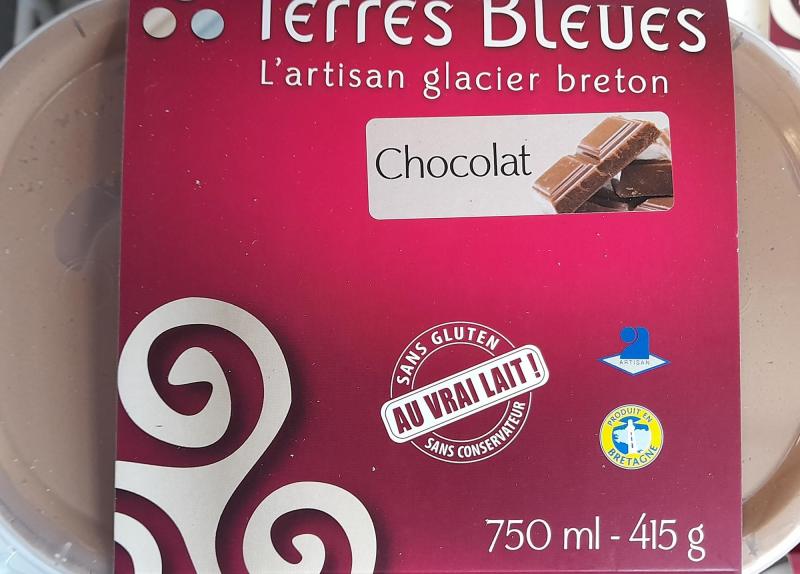 Terres Bleues
L'artisan glacier breton
Chocolat
SANS GLUTEN
AU VRAI LAIT !
SANS CONSERVATEUR
ARTISAN
PRODUIT EN
BRETAGNE
750 ml - 415 g